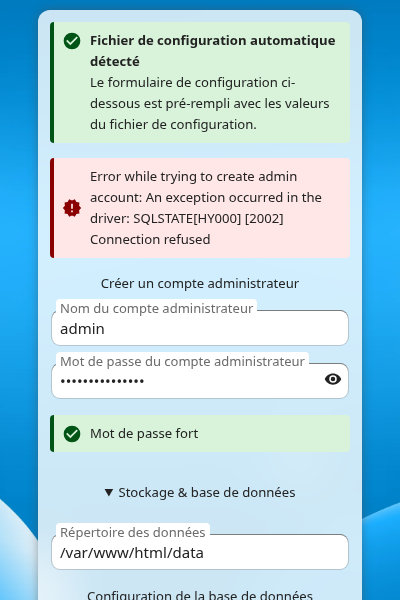 Fichier de configuration automatique
détecté
Le formulaire de configuration ci-
dessous est pré-rempli avec les valeurs
du fichier de configuration.
Error while trying to create admin
account: An exception occurred in the
driver: SQLSTATE[HY000] [2002]
Connection refused
Créer un compte administrateur
Nom du compte administrateur
admin
Mot de passe du compte administrateur
•••••••••••••••
Mot de passe fort
▼ Stockage & base de données
Répertoire des données
/var/www/html/data
Configuration de la base de données